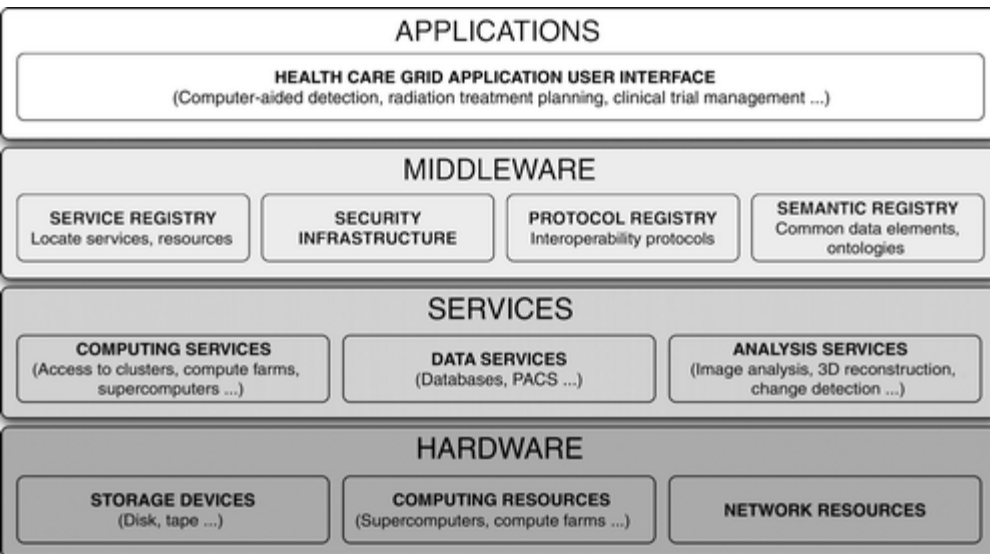 APPLICATIONS
HEALTH CARE GRID APPLICATION USER INTERFACE
(Computer-aided detection, radiation treatment planning, clinical trial management ...)
MIDDLEWARE
SERVICE REGISTRY
Locate services, resources
SECURITY
INFRASTRUCTURE
PROTOCOL REGISTRY
Interoperability protocols
SEMANTIC REGISTRY
Common data elements,
ontologies
SERVICES
COMPUTING SERVICES
(Access to clusters, compute farms,
supercomputers ...)
DATA SERVICES
(Databases, PACS ...)
ANALYSIS SERVICES
(Image analysis, 3D reconstruction,
change detection ...)
HARDWARE
STORAGE DEVICES
(Disk, tape ...)
COMPUTING RESOURCES
(Supercomputers, compute farms ...)
NETWORK RESOURCES